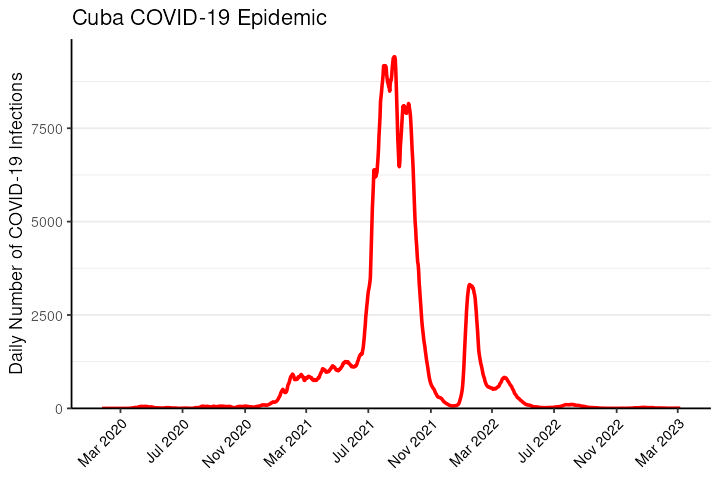 Cuba COVID-19 Epidemic
Daily Number of COVID-19 Infections
7500
5000
2500
0
Mar 2020
Jul 2020
Nov 2020
Mar 2021
Jul 2021
Nov 2021
Mar 2022
Jul 2022
Nov 2022
Mar 2023